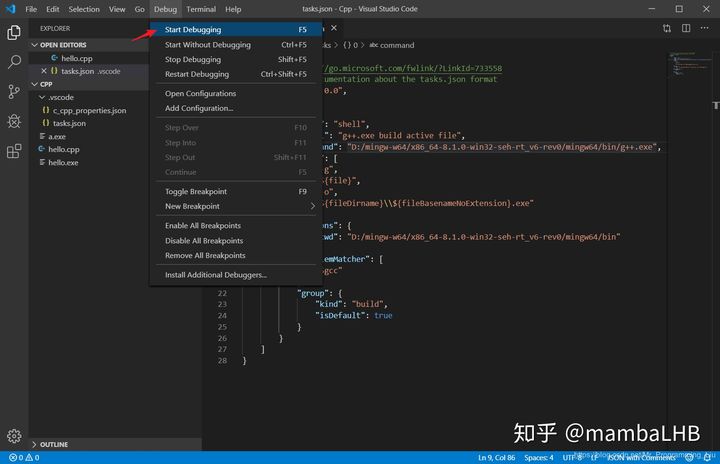 File Edit Selection View Go Debug Terminal Help tasks.json - Cpp - Visual Studio Code
EXPLORER
OPEN EDITORS
hello.cpp
tasks.json .vscode
CPP
.vscode
c_cpp_properties.json
tasks.json
a.exe
hello.cpp
hello.exe
OUTLINE
Start Debugging F5
Start Without Debugging Ctrl+F5
Stop Debugging Shift+F5
Restart Debugging Ctrl+Shift+F5
Open Configurations
Add Configuration...
Step Over F10
Step Into F11
Step Out Shift+F11
Continue F5
Toggle Breakpoint F9
New Breakpoint
Enable All Breakpoints
Disable All Breakpoints
Remove All Breakpoints
Install Additional Debuggers...
{ } 0 abc command
//go.microsoft.com/fwlink/?LinkId=733558
umentation about the tasks.json format
0.0",
: "shell",
: "g++.exe build active file",
and": "D:/mingw-w64/x86_64-8.1.0-win32-seh-rt_v6-rev0/mingw64/bin/g++.exe",
: [
g",
${file}",
o",
${fileDirname}\\${fileBasenameNoExtension}.exe"
ons": {
wd": "D:/mingw-w64/x86_64-8.1.0-win32-seh-rt_v6-rev0/mingw64/bin"
lemMatcher": [
gcc"
22 "group": {
23 "kind": "build",
24 "isDefault": true
25 }
26 }
27 ]
28 }
知乎 @mambaLHB
0 0 Ln 9, Col 86 Spaces: 4 UTF-8 LF JSON with Comments